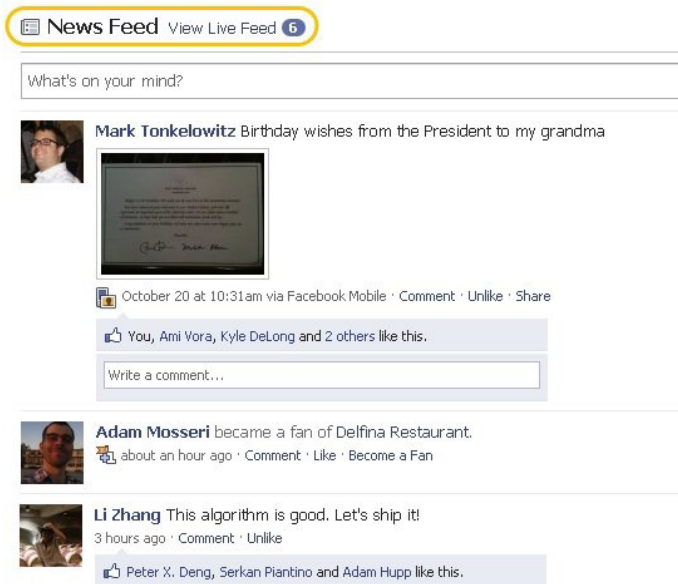 News Feed View Live Feed 6
What's on your mind?
Mark Tonkelowitz Birthday wishes from the President to my grandma
October 20 at 10:31am via Facebook Mobile · Comment · Unlike · Share
You, Ami Vora, Kyle DeLong and 2 others like this.
Write a comment...
Adam Mosseri became a fan of Delfina Restaurant.
about an hour ago · Comment · Like · Become a Fan
Li Zhang This algorithm is good. Let's ship it!
3 hours ago · Comment · Unlike
Peter X. Deng, Serkan Piantino and Adam Hupp like this.